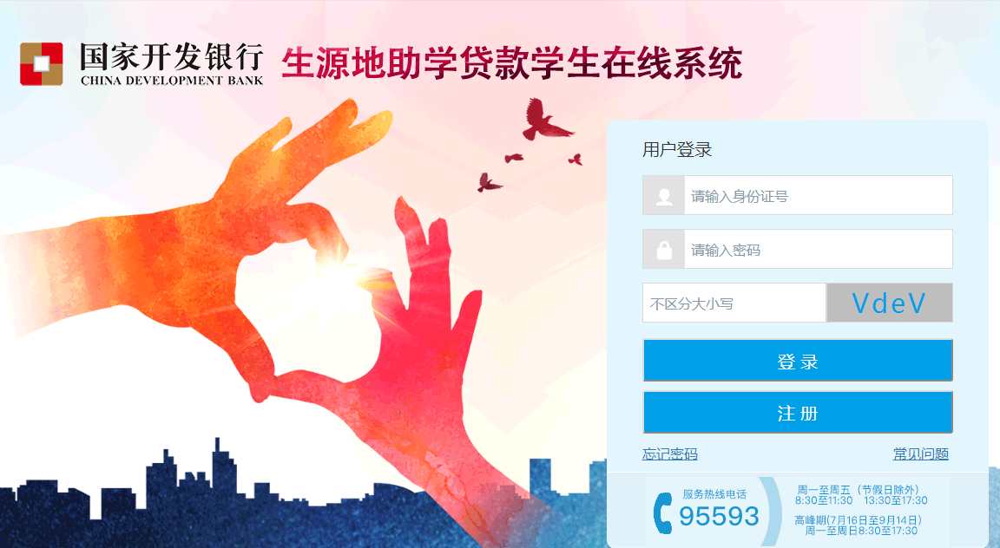 国家开发银行
CHINA DEVELOPMENT BANK
生源地助学贷款学生在线系统
用户登录
请输入身份证号
请输入密码
不区分大小写
VdeV
登 录
注 册
忘记密码
常见问题
服务热线电话
95593
周一至周五（节假日除外）
8:30至11:30 13:30至17:30
高峰期(7月16日至9月14日)
周一至周日8:30至17:30